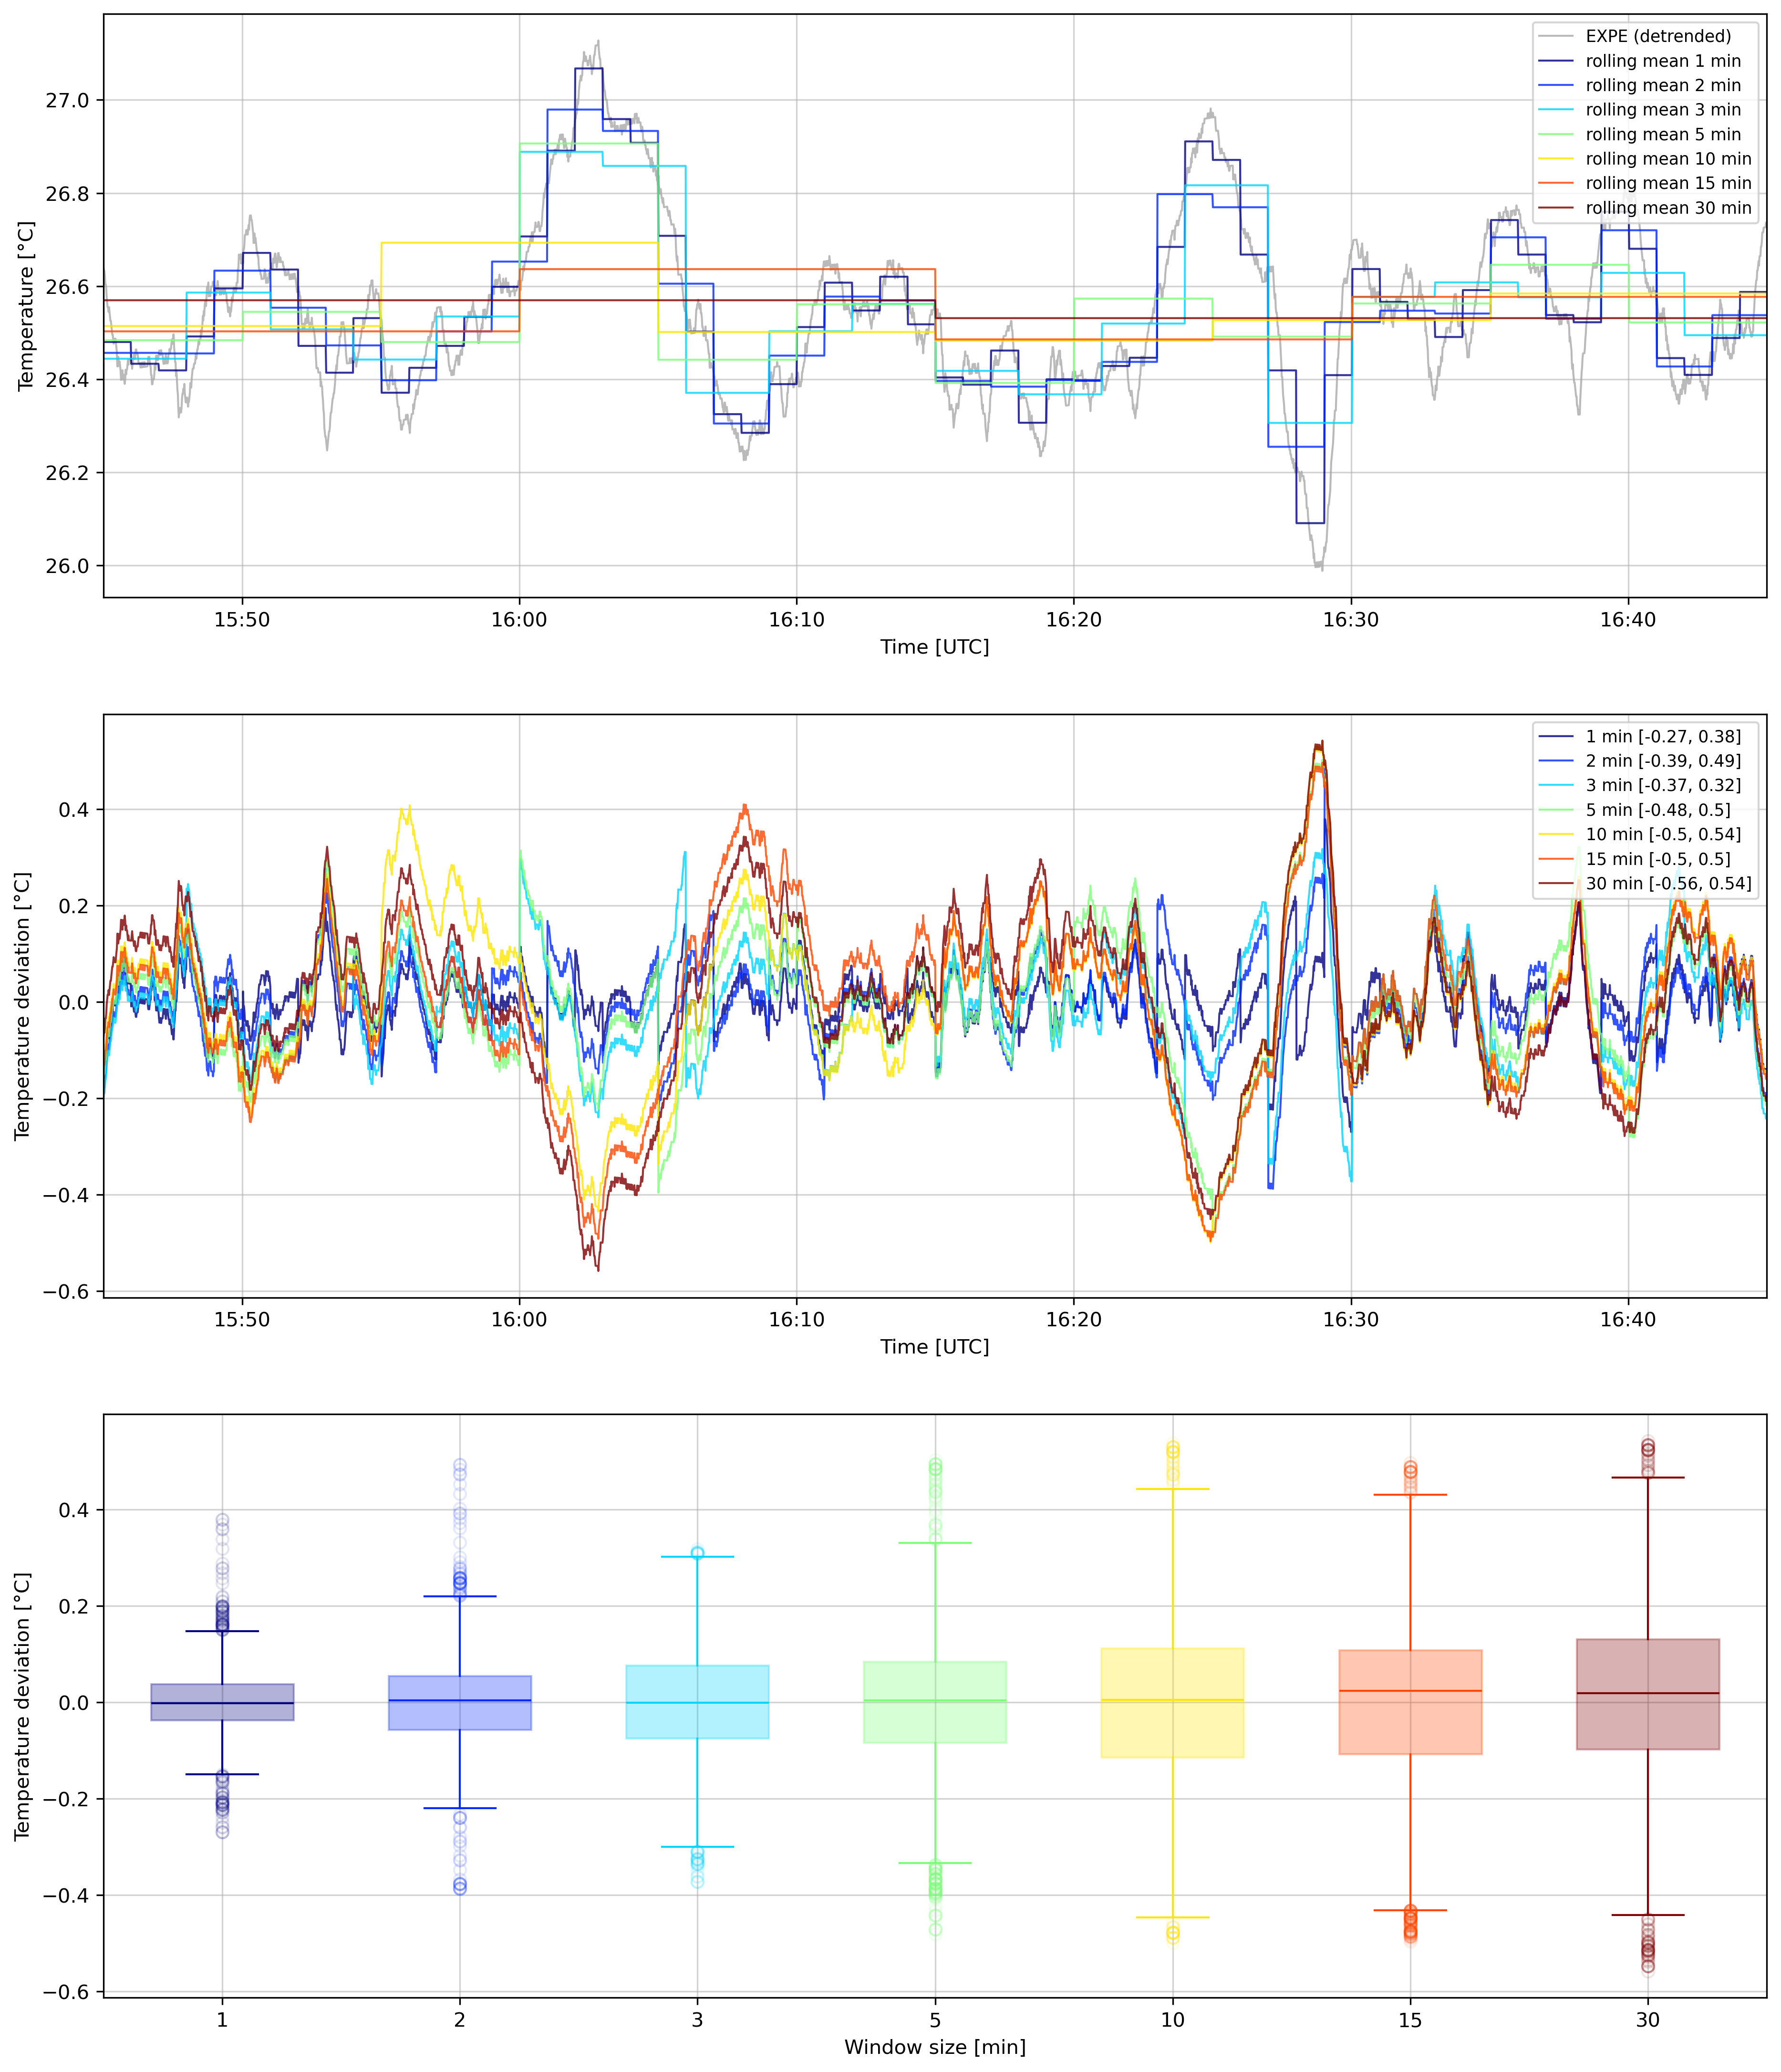 EXPE (detrended)
rolling mean 1 min
rolling mean 2 min
rolling mean 3 min
rolling mean 5 min
rolling mean 10 min
rolling mean 15 min
rolling mean 30 min
Temperature [°C]
27.0
26.8
26.6
26.4
26.2
26.0
15:50 16:00 16:10 16:20 16:30 16:40
Time [UTC]
1 min [-0.27, 0.38]
2 min [-0.39, 0.49]
3 min [-0.37, 0.32]
5 min [-0.48, 0.5]
10 min [-0.5, 0.54]
15 min [-0.5, 0.5]
30 min [-0.56, 0.54]
Temperature deviation [°C]
0.4
0.2
0.0
−0.2
−0.4
−0.6
15:50 16:00 16:10 16:20 16:30 16:40
Time [UTC]
Temperature deviation [°C]
0.4
0.2
0.0
−0.2
−0.4
−0.6
1 2 3 5 10 15 30
Window size [min]